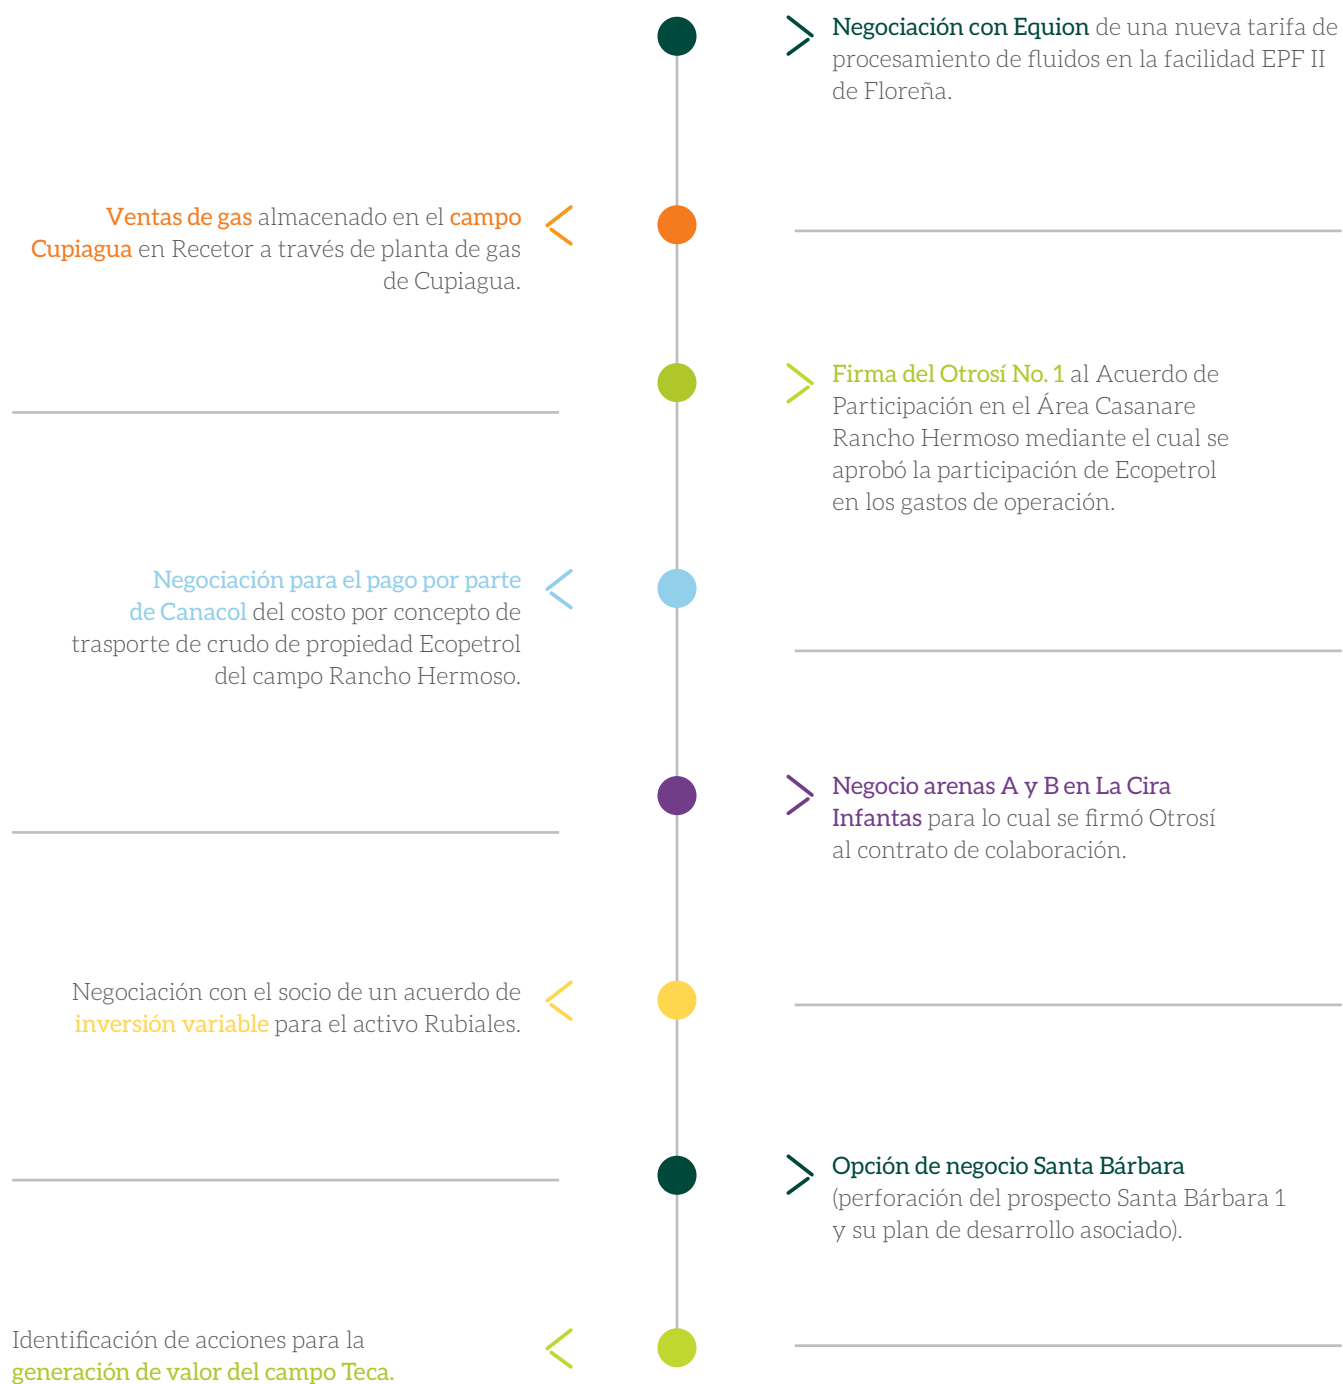 Negociación con Equion de una nueva tarifa de
procesamiento de fluidos en la facilidad EPF II
de Floreña.
Ventas de gas almacenado en el campo
Cupiagua en Recetor a través de planta de gas
de Cupiagua.
Firma del Otrosí No. 1 al Acuerdo de
Participación en el Área Casanare
Rancho Hermoso mediante el cual se
aprobó la participación de Ecopetrol
en los gastos de operación.
Negociación para el pago por parte
de Canacol del costo por concepto de
trasporte de crudo de propiedad Ecopetrol
del campo Rancho Hermoso.
Negocio arenas A y B en La Cira
Infantas para lo cual se firmó Otrosí
al contrato de colaboración.
Negociación con el socio de un acuerdo de
inversión variable para el activo Rubiales.
Opción de negocio Santa Bárbara
(perforación del prospecto Santa Bárbara 1
y su plan de desarrollo asociado).
Identificación de acciones para la
generación de valor del campo Teca.